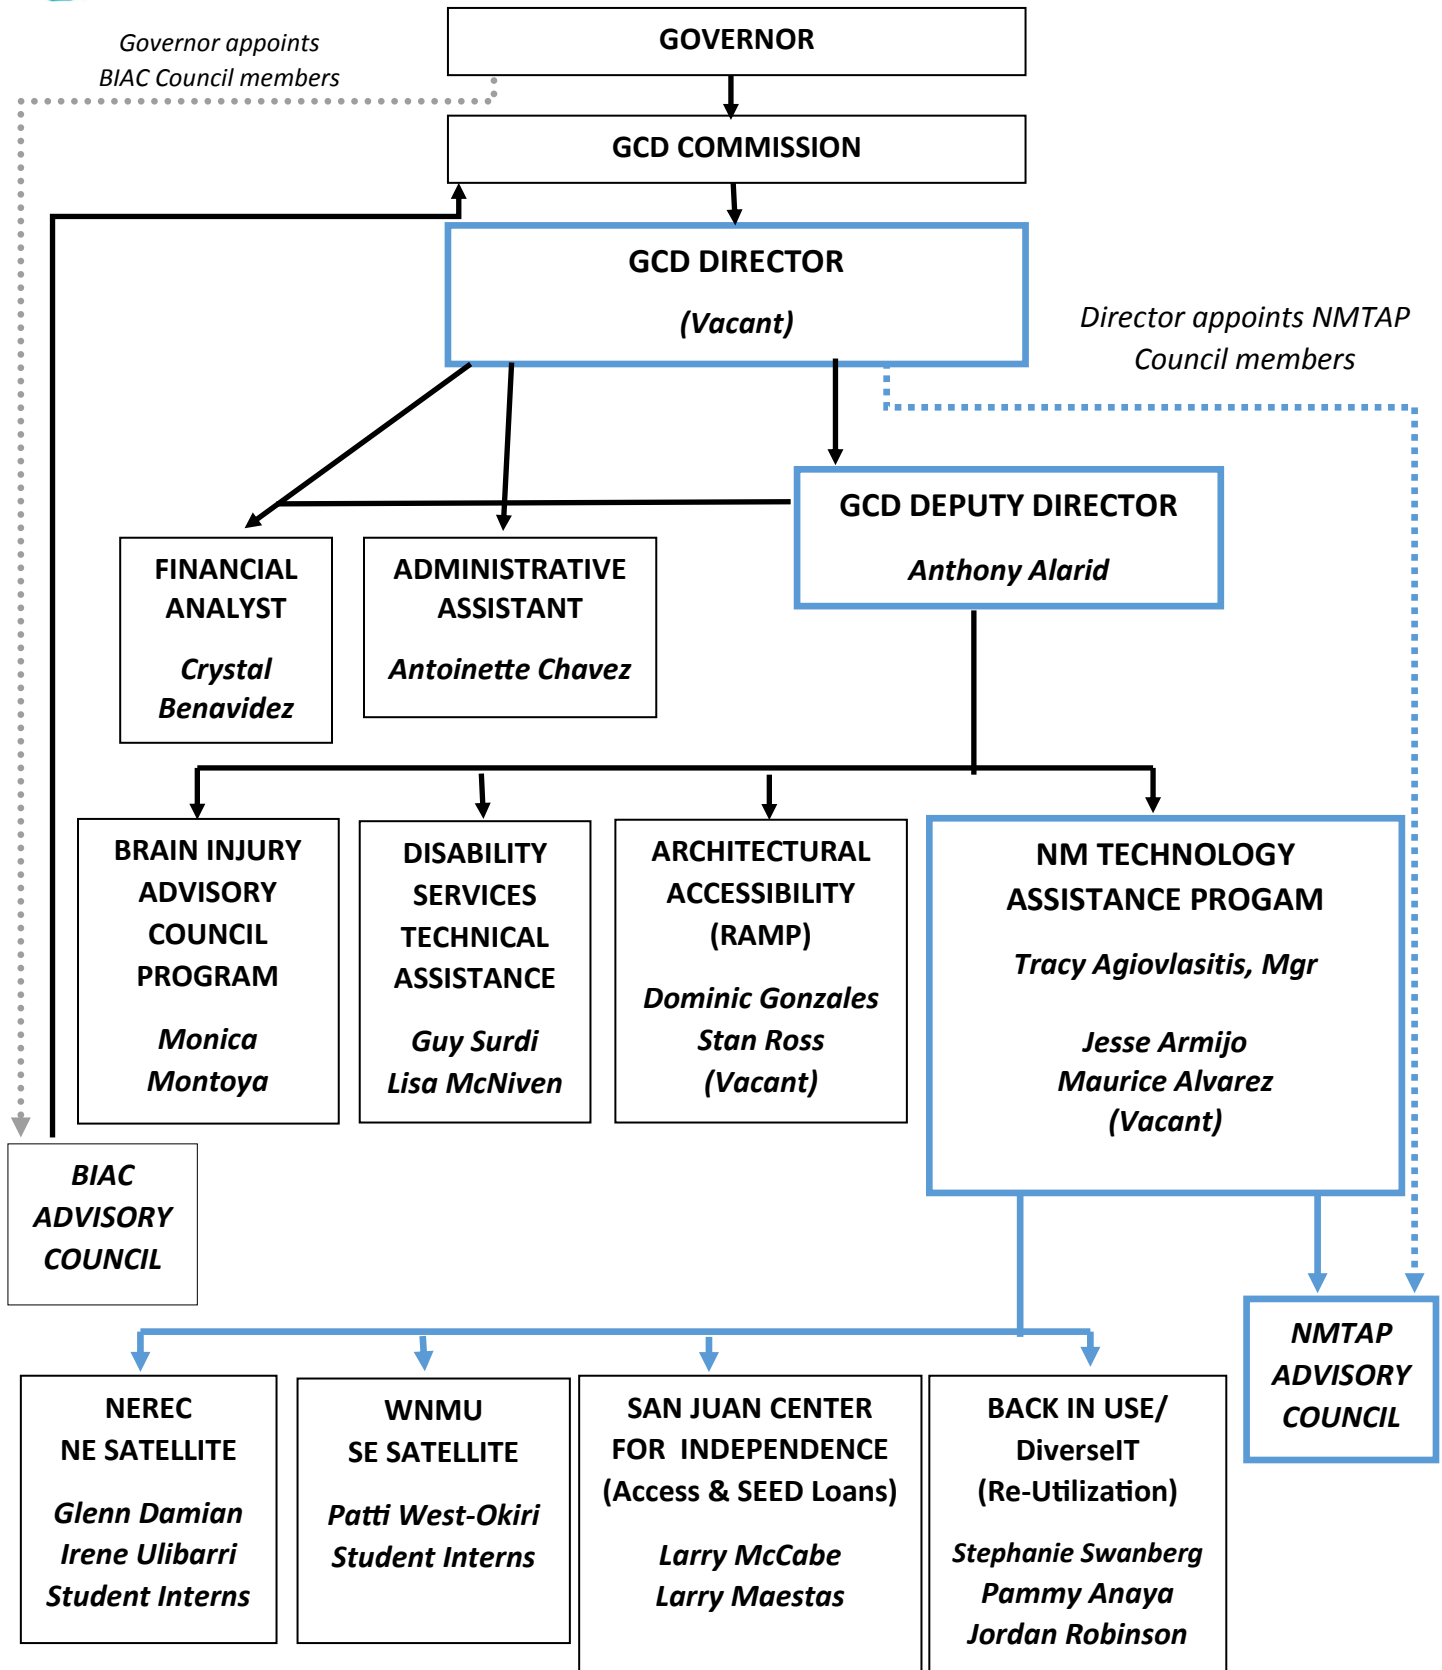 Governor appoints
BIAC Council members
GOVERNOR
GCD COMMISSION
GCD DIRECTOR
(Vacant)
Director appoints NMTAP
Council members
GCD DEPUTY DIRECTOR
Anthony Alarid
FINANCIAL
ANALYST
Crystal
Benavidez
ADMINISTRATIVE
ASSISTANT
Antoinette Chavez
BRAIN INJURY
ADVISORY
COUNCIL
PROGRAM
Monica
Montoya
DISABILITY
SERVICES
TECHNICAL
ASSISTANCE
Guy Surdi
Lisa McNiven
ARCHITECTURAL
ACCESSIBILITY
(RAMP)
Dominic Gonzales
Stan Ross
(Vacant)
NM TECHNOLOGY
ASSISTANCE PROGAM
Tracy Agiovlasitis, Mgr
Jesse Armijo
Maurice Alvarez
(Vacant)
BIAC
ADVISORY
COUNCIL
NMTAP
ADVISORY
COUNCIL
NEREC
NE SATELLITE
Glenn Damian
Irene Ulibarri
Student Interns
WNMU
SE SATELLITE
Patti West-Okiri
Student Interns
SAN JUAN CENTER
FOR INDEPENDENCE
(Access & SEED Loans)
Larry McCabe
Larry Maestas
BACK IN USE/
DiverseIT
(Re-Utilization)
Stephanie Swanberg
Pammy Anaya
Jordan Robinson